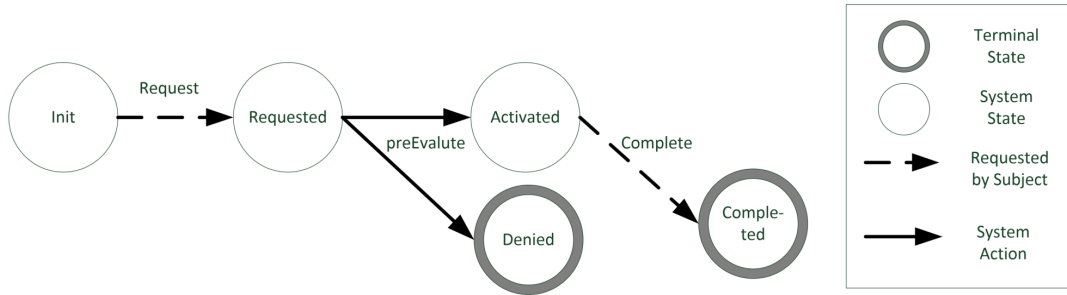 Request
Init
Requested
preEvalute
Activated
Complete
Denied
Comple-
ted
Terminal
State
System
State
Requested
by Subject
System
Action